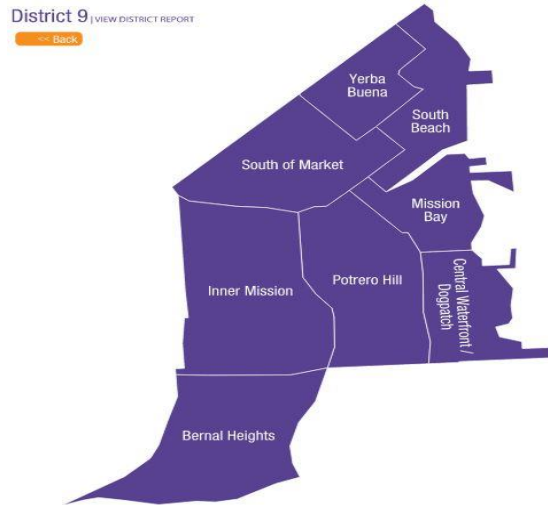 District 9 | VIEW DISTRICT REPORT
<< Back
Yerba
Buena
South
Beach
South of Market
Mission
Bay
Inner Mission
Potrero Hill
Central Waterfront /
Dogpatch
Bernal Heights